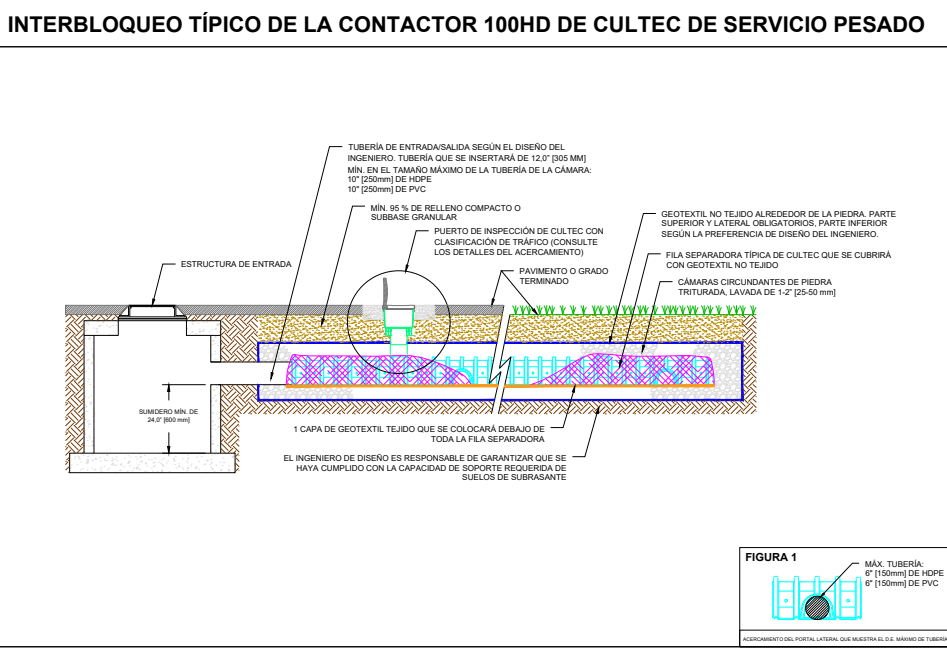 INTERBLOQUEO TÍPICO DE LA CONTACTOR 100HD DE CULTEC DE SERVICIO PESADO
TUBERÍA DE ENTRADA/SALIDA SEGÚN EL DISEÑO DEL
INGENIERO. TUBERÍA QUE SE INSERTARÁ DE 12,0" [305 MM]
MÍN. EN EL TAMAÑO MÁXIMO DE LA TUBERÍA DE LA CÁMARA:
10" [250mm] DE HDPE
10" [250mm] DE PVC
MÍN. 95 % DE RELLENO COMPACTO O
SUBBASE GRANULAR
PUERTO DE INSPECCIÓN DE CULTEC CON
CLASIFICACIÓN DE TRÁFICO (CONSULTE
LOS DETALLES DEL ACERCAMIENTO)
ESTRUCTURA DE ENTRADA
PAVIMENTO O GRADO
TERMINADO
GEOTEXTIL NO TEJIDO ALREDEDOR DE LA PIEDRA. PARTE
SUPERIOR Y LATERAL OBLIGATORIOS, PARTE INFERIOR
SEGÚN LA PREFERENCIA DE DISEÑO DEL INGENIERO.
FILA SEPARADORA TÍPICA DE CULTEC QUE SE CUBRIRÁ
CON GEOTEXTIL NO TEJIDO
CÁMARAS CIRCUNDANTES DE PIEDRA
TRITURADA, LAVADA DE 1-2" [25-50 mm]
SUMIDERO MÍN. DE
24,0" [600 mm]
1 CAPA DE GEOTEXTIL TEJIDO QUE SE COLOCARÁ DEBAJO DE
TODA LA FILA SEPARADORA
EL INGENIERO DE DISEÑO ES RESPONSABLE DE GARANTIZAR QUE SE
HAYA CUMPLIDO CON LA CAPACIDAD DE SOPORTE REQUERIDA DE
SUELOS DE SUBRASANTE
FIGURA 1
MÁX. TUBERÍA:
6" [150mm] DE HDPE
6" [150mm] DE PVC
ACERCAMIENTO DEL PORTAL LATERAL QUE MUESTRA EL D.E. MÁXIMO DE TUBERÍA